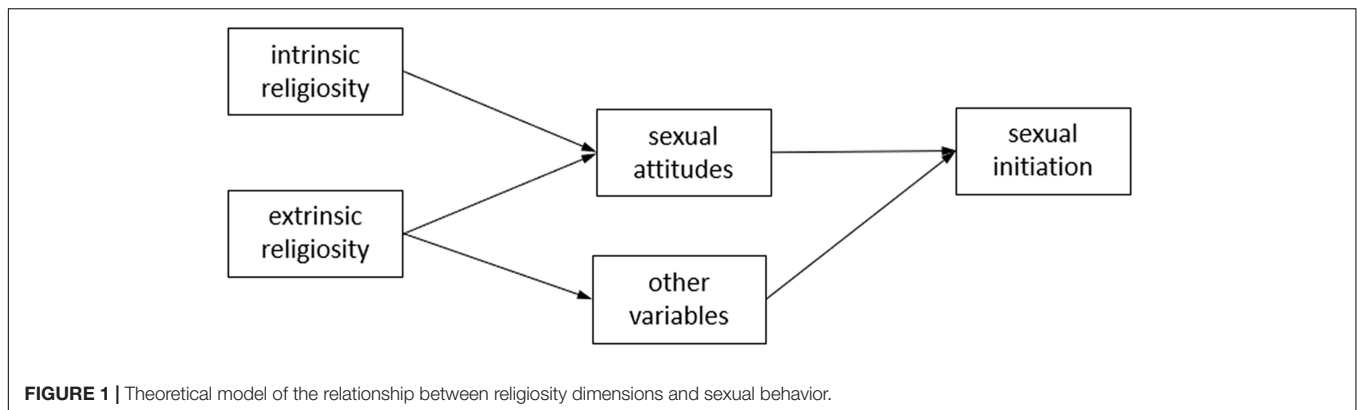 intrinsic
religiosity
extrinsic
religiosity
sexual
attitudes
other
variables
sexual
initiation
FIGURE 1 | Theoretical model of the relationship between religiosity dimensions and sexual behavior.